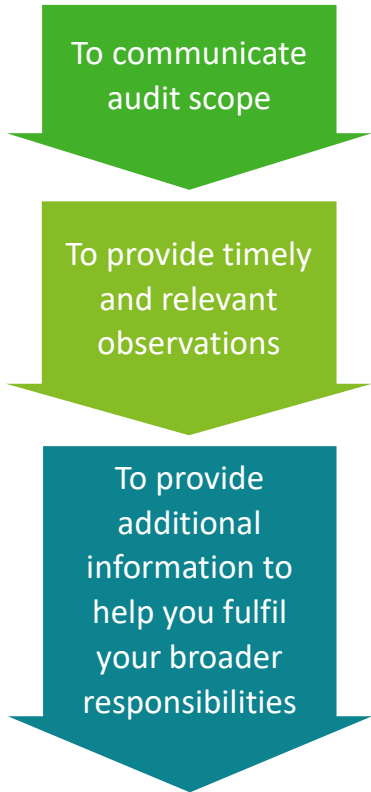 To communicate
audit scope
To provide timely
and relevant
observations
To provide
additional
information to
help you fulfil
your broader
responsibilities